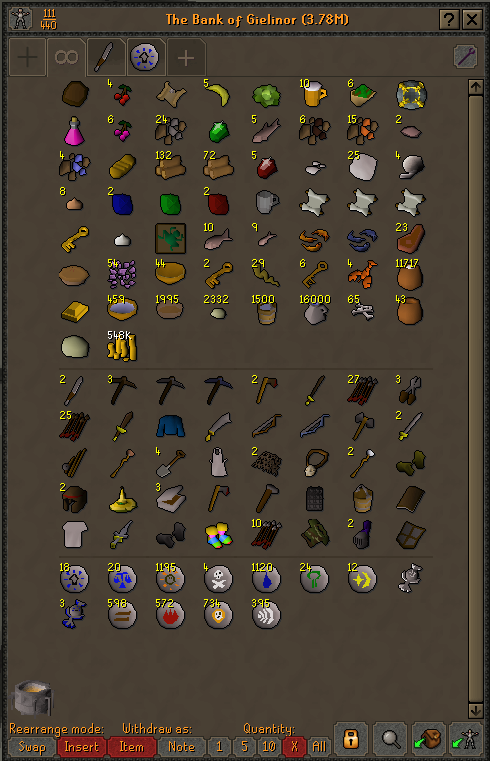 111
440
The Bank of Gielinor (3.78M)
?
4 5 10 6
6 24 5 6 15 2
4 132 72 5 25 4
8 2 2
10 9 23
54 44 2 29 6 4 11717
459 1995 2332 1500 16000 65 43
548K
2 3 2 27 3
25 2
4 2 2
2 3
10 2
18 20 1195 4 1120 24 12
3 598 572 734 395
Rearrange mode: Withdraw as: Quantity:
Swap Insert Item Note 1 5 10 X All